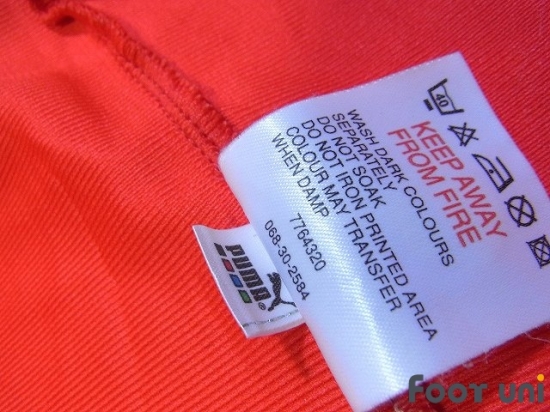 40
KEEP AWAY
FROM FIRE
WASH DARK COLOURS
SEPARATELY
DO NOT SOAK
DO NOT IRON PRINTED AREA
COLOUR MAY TRANSFER
WHEN DAMP
7764320
068-30-2584
PUMA®
FOOT UNI